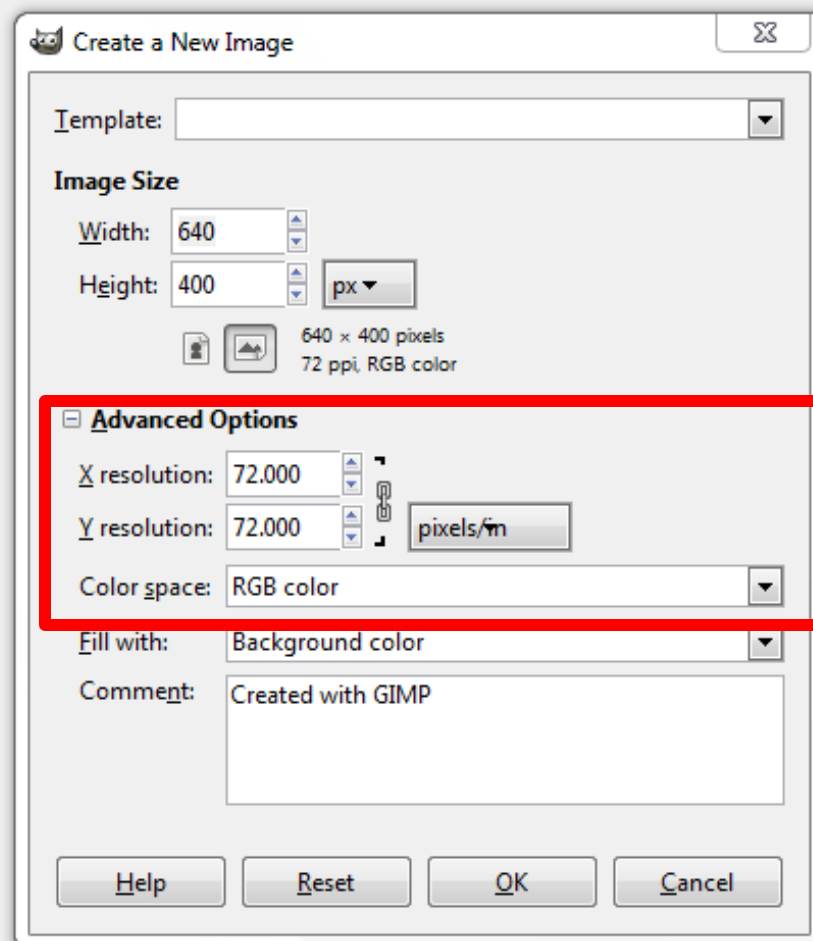 Create a New Image
Template:
Image Size
Width: 640
Height: 400 px
640 × 400 pixels
72 ppi, RGB color
Advanced Options
X resolution: 72.000
Y resolution: 72.000 pixels/in
Color space: RGB color
Fill with: Background color
Comment: Created with GIMP
Help Reset OK Cancel